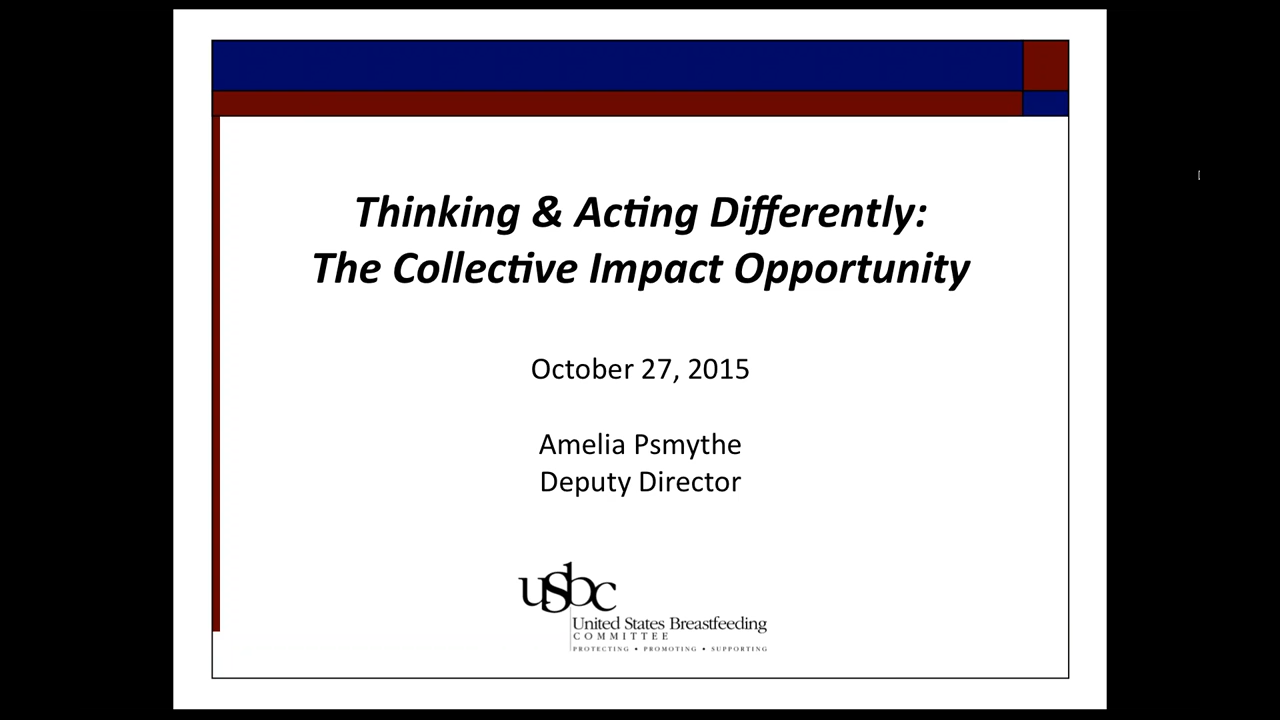 Thinking & Acting Differently:
The Collective Impact Opportunity
October 27, 2015
Amelia Psmythe
Deputy Director
usbc
United States Breastfeeding
COMMITTEE
PROTECTING • PROMOTING • SUPPORTING